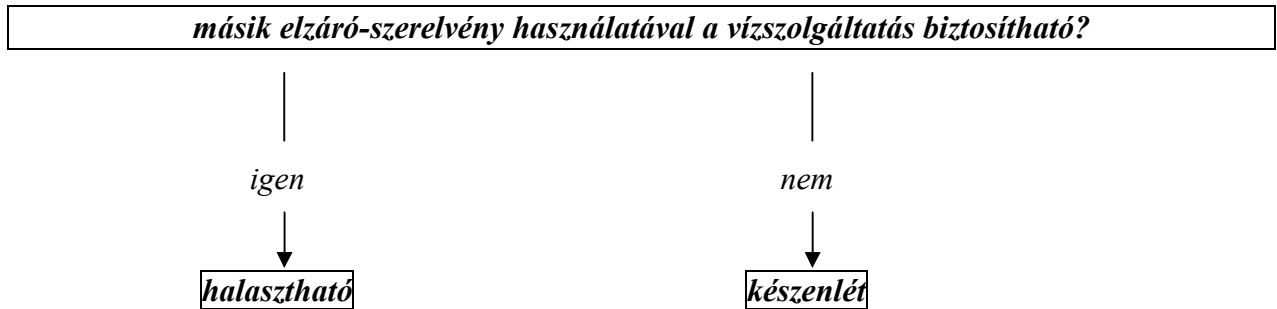 másik elzáró-szerelvény használatával a vízszolgáltatás biztosítható?
igen nem
halasztható készenlét